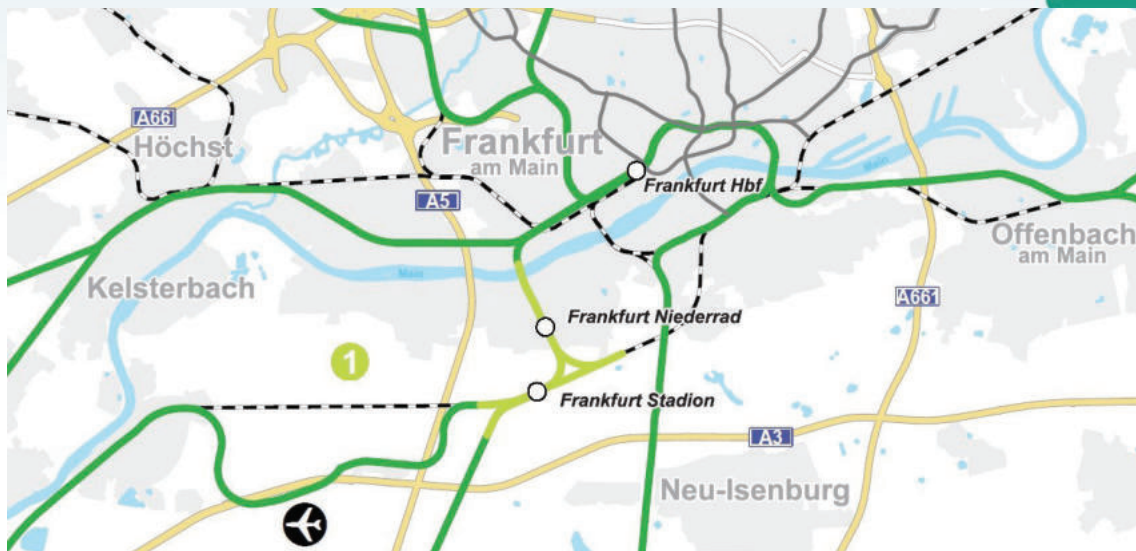 A66
Höchst
Frankfurt
am Main
Main
Frankfurt Hbf
A5
Offenbach
am Main
Main
Kelsterbach
A661
Frankfurt Niederrad
1
Frankfurt Stadion
A3
Neu-Isenburg